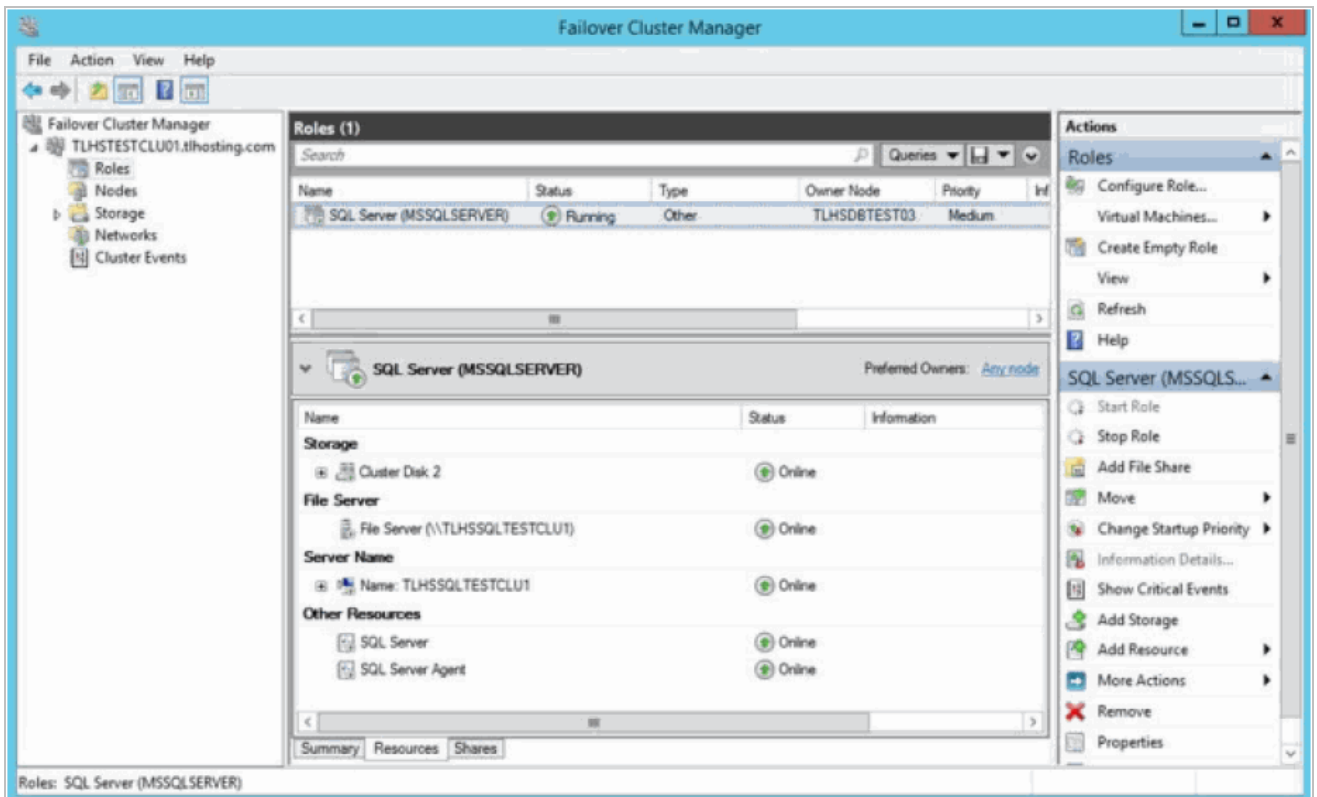 Failover Cluster Manager
File Action View Help
Failover Cluster Manager
TLHSTESTCLU01.tlhosting.com
Roles
Nodes
Storage
Networks
Cluster Events
Roles (1)
Search
Queries
Name Status Type Owner Node Priority Inf
SQL Server (MSSQLSERVER) Running Other TLHSDBTEST03 Medium
SQL Server (MSSQLSERVER) Preferred Owners: Any node
Name Status Information
Storage
Cluster Disk 2 Online
File Server
File Server (\\TLHSSQLTESTCLU1) Online
Server Name
Name: TLHSSQLTESTCLU1 Online
Other Resources
SQL Server Online
SQL Server Agent Online
Summary Resources Shares
Actions
Roles
Configure Role...
Virtual Machines...
Create Empty Role
View
Refresh
Help
SQL Server (MSSQLS...
Start Role
Stop Role
Add File Share
Move
Change Startup Priority
Information Details...
Show Critical Events
Add Storage
Add Resource
More Actions
Remove
Properties
Roles: SQL Server (MSSQLSERVER)